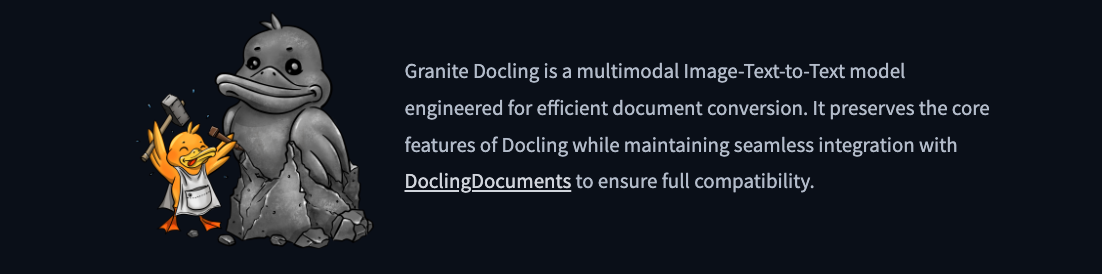 Granite Docling is a multimodal Image-Text-to-Text model
engineered for efficient document conversion. It preserves the core
features of Docling while maintaining seamless integration with
DoclingDocuments to ensure full compatibility.